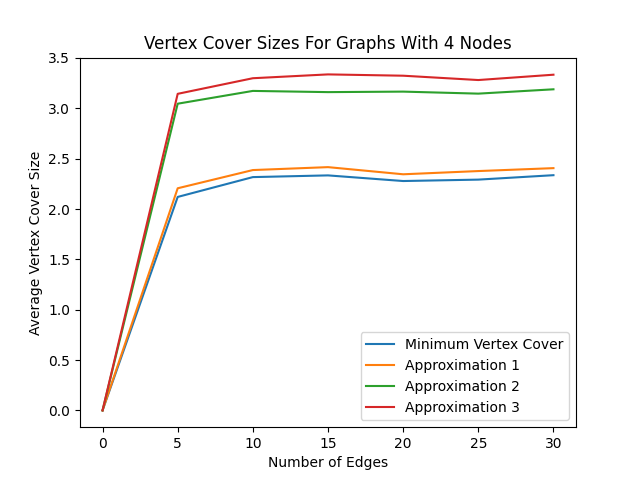 Vertex Cover Sizes For Graphs With 4 Nodes
3.5
3.0
2.5
2.0
1.5
1.0
0.5
0.0
Average Vertex Cover Size
Minimum Vertex Cover
Approximation 1
Approximation 2
Approximation 3
0 5 10 15 20 25 30
Number of Edges